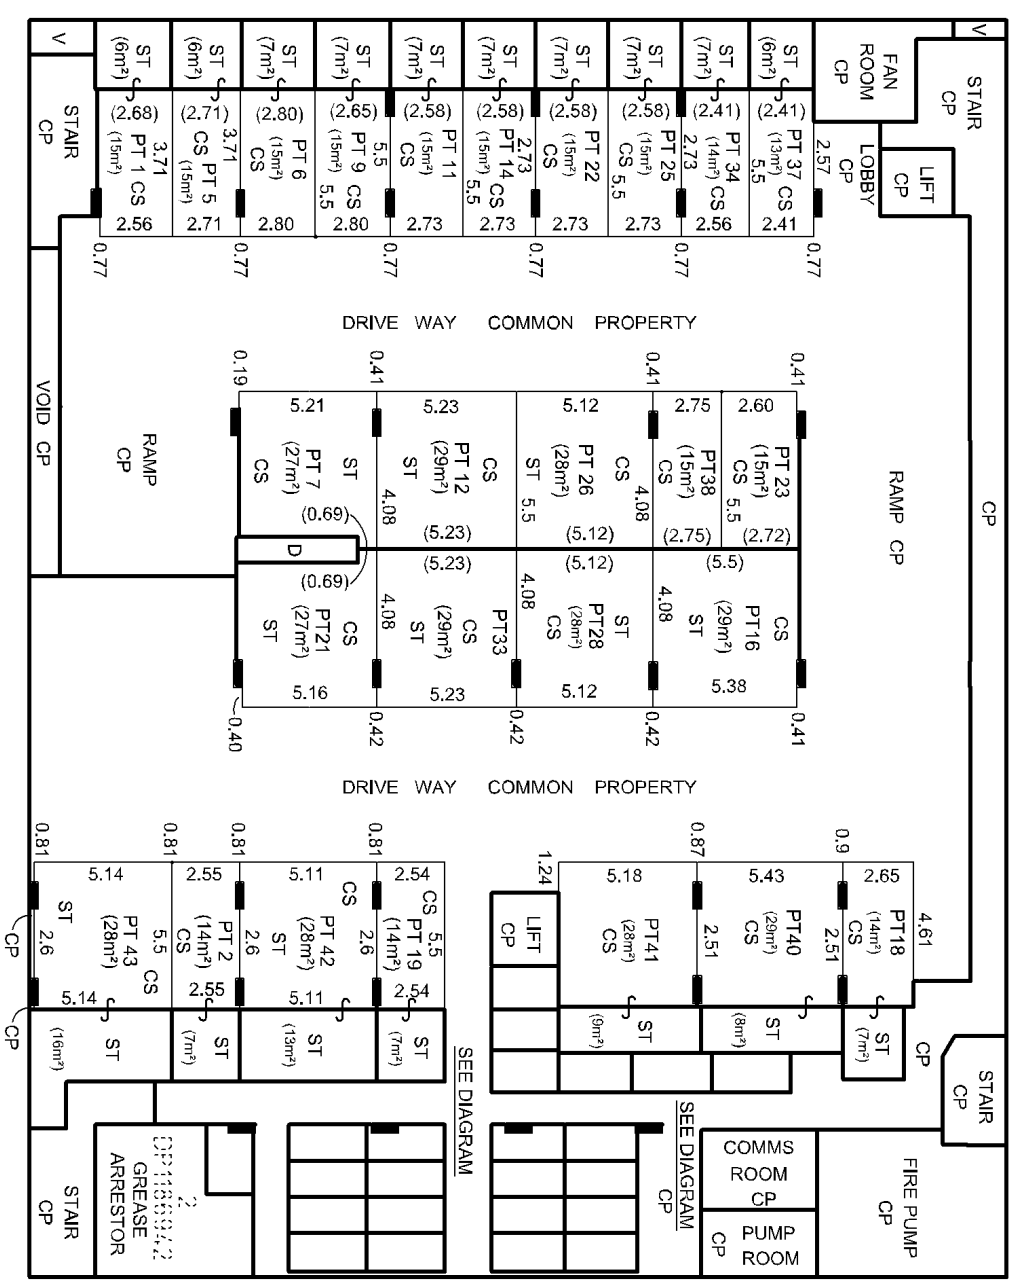 V
ST
(6m²)
ST
(6m²)
ST
(7m²)
ST
(7m²)
ST
(7m²)
ST
(7m²)
ST
(7m²)
ST
(7m²)
ST
(7m²)
ST
(6m²)
FAN
ROOM
CP
V
STAIR
CP
STAIR
CP
(2.68)
(2.71)
(2.80)
(2.65)
(2.58)
(2.58)
(2.58)
(2.58)
(2.41)
(2.41)
3.71
PT 1 CS
(15m²)
3.71
CS PT 5
(15m²)
PT 6
(15m²)
CS
5.5
PT 9 CS
(15m²)
5.5
PT 11
(15m²)
CS
PT 14 CS
(15m²)
5.5
2.73
PT 22
(15m²)
CS
PT 25
(15m²)
CS 5.5
2.73
PT 34
(14m²) CS
PT 37 CS
(13m²) 5.5
2.57
LOBBY
CP
LIFT
CP
2.56
2.71
2.80
2.80
2.73
2.73
2.73
2.73
2.56
2.41
0.77
0.77
0.77
0.77
0.77
0.77
DRIVE WAY COMMON PROPERTY
VOID CP
RAMP
CP
RAMP CP
CP
0.19
0.41
0.41
0.41
5.21
5.23
5.12
2.75
2.60
ST
PT 7
(27m²)
CS
CS
PT 12
(29m²)
ST
CS
PT 26
(28m²)
ST 5.5
PT38
(15m²)
CS
PT 23
(15m²)
CS 5.5
4.08
4.08
(0.69)
(5.23)
(5.12)
(2.75)
(2.72)
D
(0.69)
(5.23)
(5.12)
(5.5)
4.08
4.08
4.08
CS
PT21
(27m²)
ST
PT33
CS
(29m²)
ST
ST
PT28
(28m²)
CS
CS
PT16
(29m²)
ST
5.16
5.23
5.12
5.38
0.40
0.42
0.42
0.42
0.41
DRIVE WAY COMMON PROPERTY
0.81
0.81
0.81
0.81
1.24
0.87
0.9
5.14
2.55
5.11
2.54
5.18
5.43
2.65
ST
2.6
CP
PT 43
(28m²)
5.5
CS
PT 2
(14m²)
CS
2.6
CS
PT 42
(28m²)
ST
2.6
CS 5.5
PT 19
(14m²)
LIFT
CP
PT41
(28m²)
CS
2.51
PT40
(29m²)
CS
2.51
PT18
(14m²)
CS
4.61
5.14
2.55
5.11
2.54
CP
ST
(16m²)
ST
(7m²)
ST
(13m²)
ST
(7m²)
ST
(9m²)
ST
(8m²)
ST
(7m²)
CP
STAIR
CP
SEE DIAGRAM
SEE DIAGRAM
CP
COMMS
ROOM
CP
PUMP
ROOM
CP
FIRE PUMP
CP
2
DP1186942
GREASE
ARRESTOR
STAIR
CP